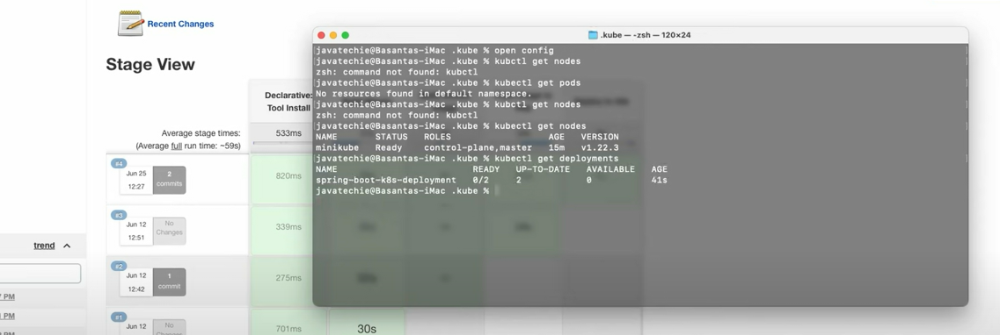 Recent Changes
Stage View
Declarative:
Tool Install
Average stage times:
(Average full run time: ~59s)
533ms
#4
Jun 25
12:27
2
commits
820ms
#3
Jun 12
12:51
No
Changes
339ms
#2
Jun 12
12:42
1
commit
275ms
#1
Jun 12
No
Changes
701ms
30s
trend
PM
PM
.kube — -zsh — 120×24
javatechie@Basantas-iMac .kube % open config
javatechie@Basantas-iMac .kube % kubctl get nodes
zsh: command not found: kubctl
javatechie@Basantas-iMac .kube % kubectl get pods
No resources found in default namespace.
javatechie@Basantas-iMac .kube % kubctl get nodes
zsh: command not found: kubctl
javatechie@Basantas-iMac .kube % kubectl get nodes
NAME STATUS ROLES AGE VERSION
minikube Ready control-plane,master 15m v1.22.3
javatechie@Basantas-iMac .kube % kubectl get deployments
NAME READY UP-TO-DATE AVAILABLE AGE
spring-boot-k8s-deployment 0/2 2 0 41s
javatechie@Basantas-iMac .kube %